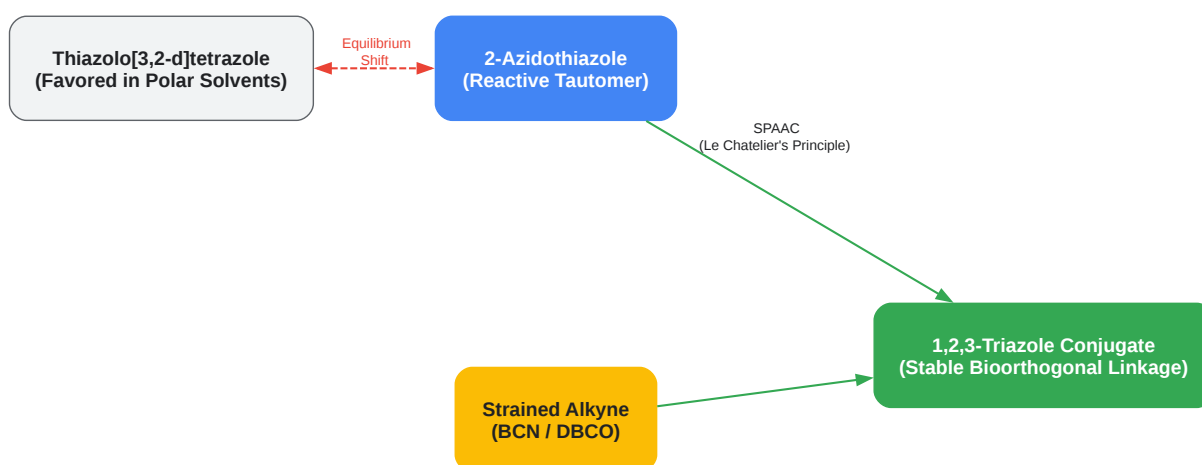 Thiazolo[3,2-d]tetrazole
(Favored in Polar Solvents)
Equilibrium
Shift
2-Azidothiazole
(Reactive Tautomer)
SPAAC
(Le Chatelier's Principle)
1,2,3-Triazole Conjugate
(Stable Bioorthogonal Linkage)
Strained Alkyne
(BCN / DBCO)